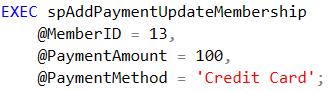 EXEC spAddPaymentUpdateMembership
@MemberID = 13,
@PaymentAmount = 100,
@PaymentMethod = 'Credit Card';